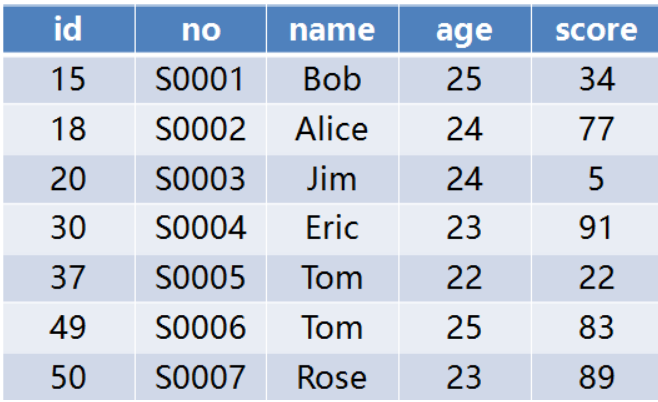 id no name age score
15 S0001 Bob 25 34
18 S0002 Alice 24 77
20 S0003 Jim 24 5
30 S0004 Eric 23 91
37 S0005 Tom 22 22
49 S0006 Tom 25 83
50 S0007 Rose 23 89